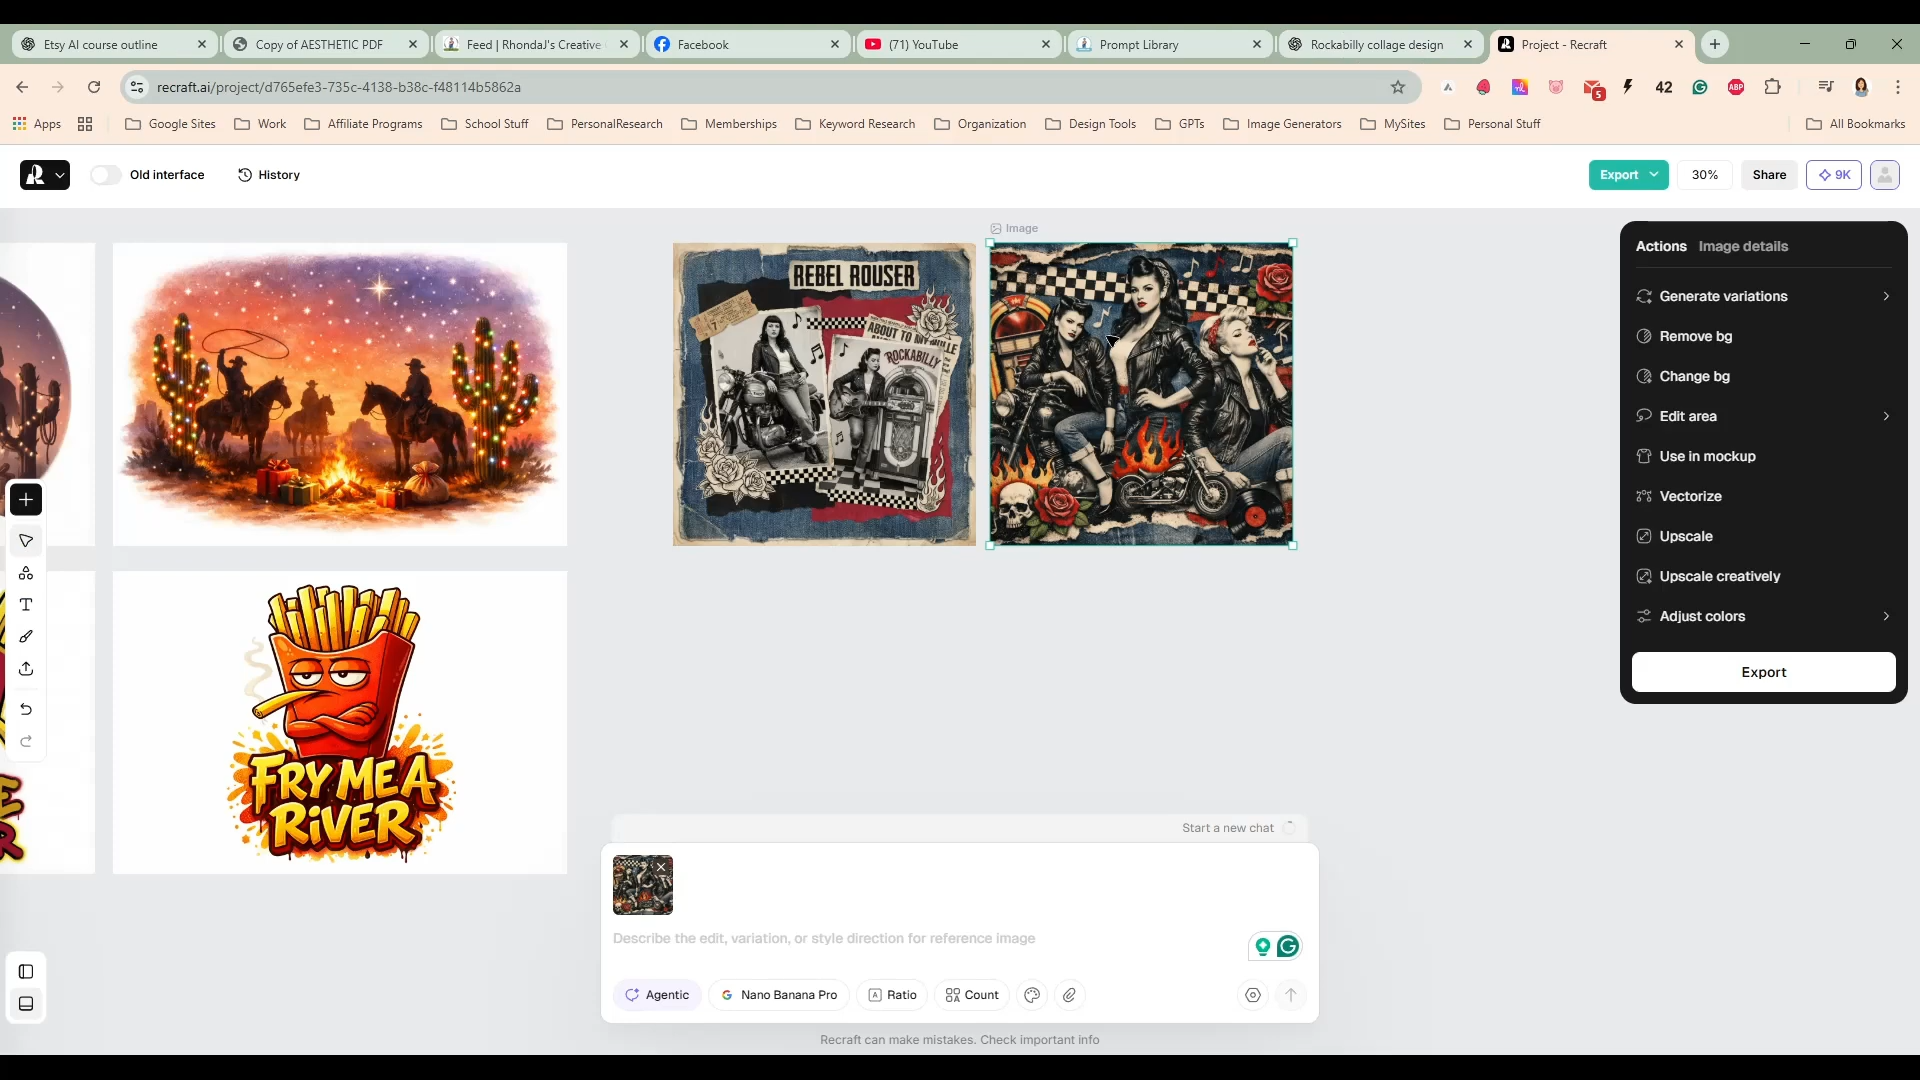 Etsy AI course outline
Copy of AESTHETIC PDF
Feed | RhondaJ's Creative
Facebook
(71) YouTube
Prompt Library
Rockabilly collage design
Project - Recraft
recraft.ai/project/d765efe3-735c-4138-b38c-f48114b5862a
5
42
ABP
Apps
Google Sites
Work
Affiliate Programs
School Stuff
PersonalResearch
Memberships
Keyword Research
Organization
Design Tools
GPTs
Image Generators
MySites
Personal Stuff
All Bookmarks
Old interface
History
Export
30%
Share
9K
Image
REBEL ROUSER
ABOUT TO
ROCKABILLY
FRY ME A
RIVER
Actions
Image details
Generate variations
Remove bg
Change bg
Edit area
Use in mockup
Vectorize
Upscale
Upscale creatively
Adjust colors
Export
Start a new chat
Describe the edit, variation, or style direction for reference image
Agentic
Nano Banana Pro
Ratio
Count
Recraft can make mistakes. Check important info